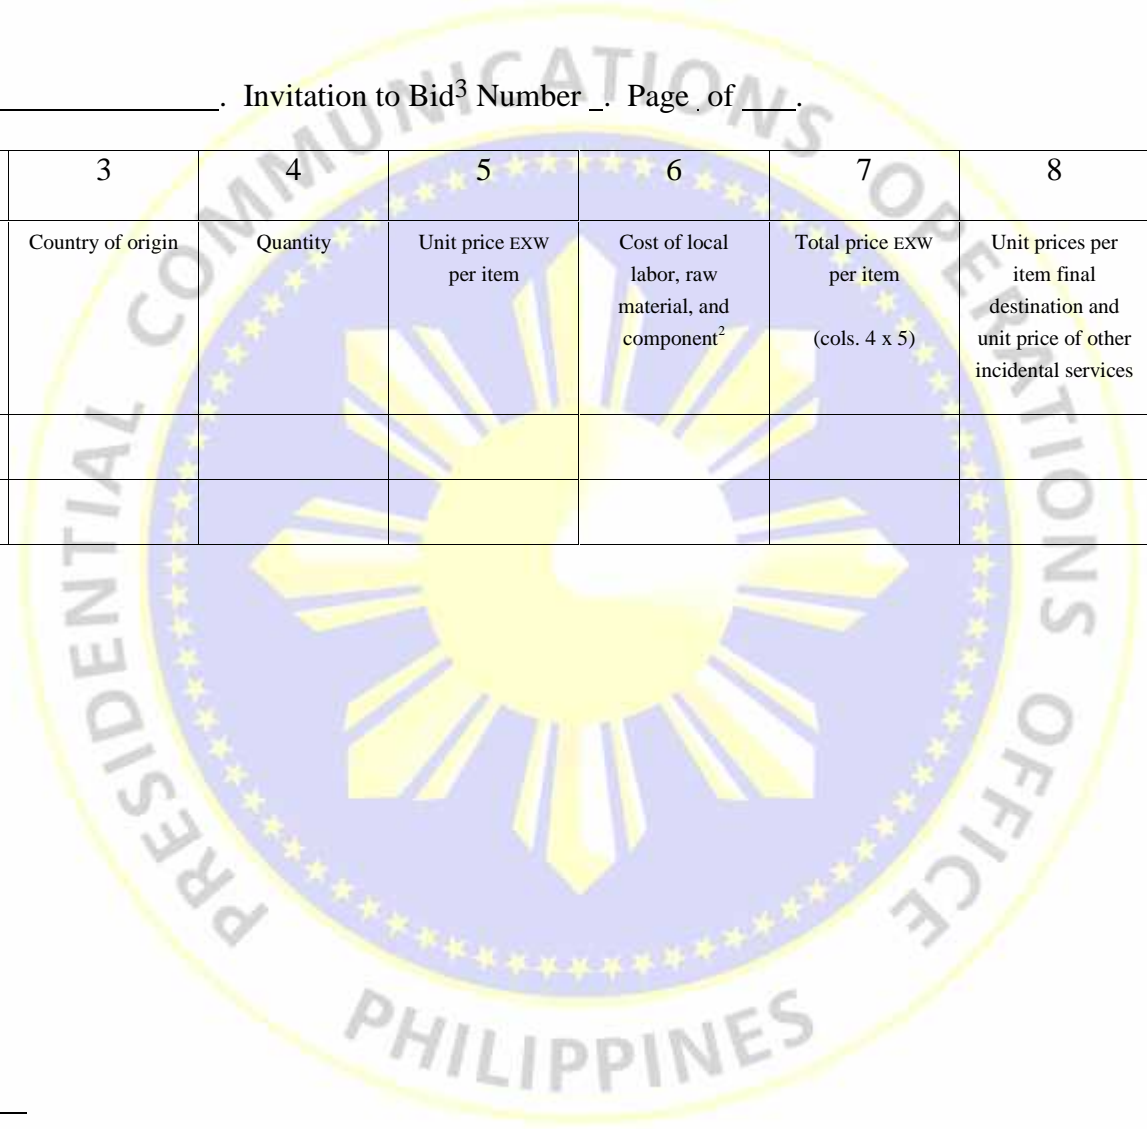 ____________. Invitation to Bid3 Number _. Page of ___.
3 4 5 6 7 8
Country of origin Quantity Unit price EXW Cost of local Total price EXW Unit prices per
per item labor, raw per item item final
material, and destination and
component2 (cols. 4 x 5) unit price of other
incidental services
PRESIDENTIAL COMMUNICATIONS OPERATIONS OFFICE
PHILIPPINES